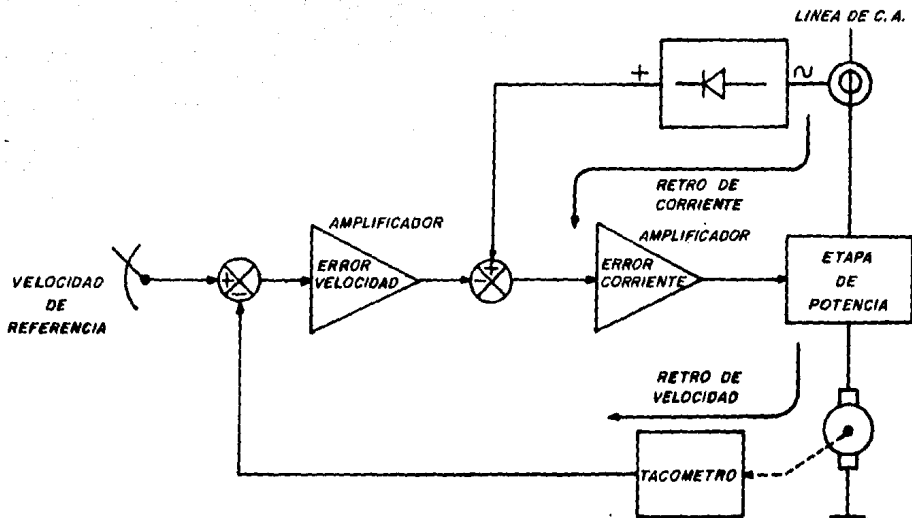 LINEA DE C.A.
+
~
RETRO DE
CORRIENTE
AMPLIFICADOR
ERROR
VELOCIDAD
+
-
AMPLIFICADOR
ERROR
CORRIENTE
ETAPA
DE
POTENCIA
VELOCIDAD
DE
REFERENCIA
+
-
RETRO DE
VELOCIDAD
TACOMETRO